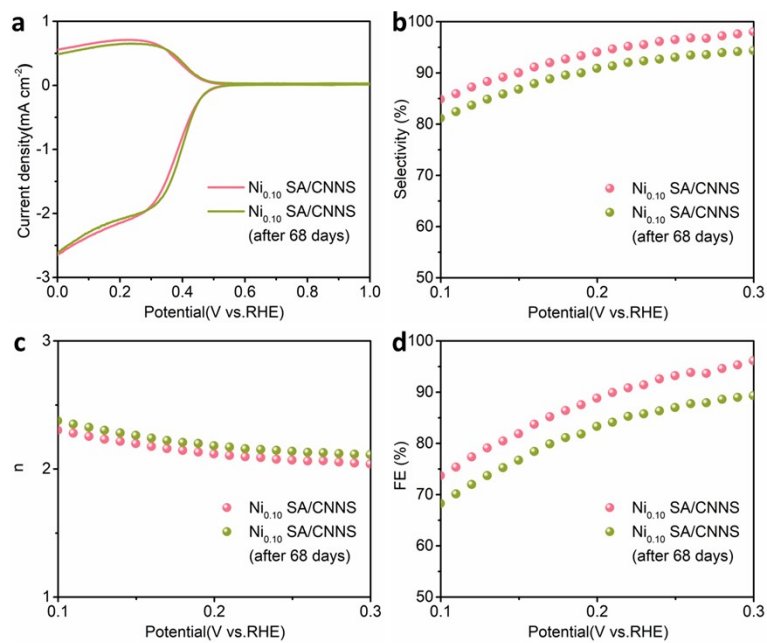 a
1
0
-1
-2
-3
Current density(mA cm⁻²)
Ni₀.₁₀ SA/CNNS
Ni₀.₁₀ SA/CNNS
(after 68 days)
0.0 0.2 0.4 0.6 0.8 1.0
Potential(V vs.RHE)
b
100
90
80
70
60
50
Selectivity (%)
Ni₀.₁₀ SA/CNNS
Ni₀.₁₀ SA/CNNS
(after 68 days)
0.1 0.2 0.3
Potential(V vs.RHE)
c
3
2
1
n
Ni₀.₁₀ SA/CNNS
Ni₀.₁₀ SA/CNNS
(after 68 days)
0.1 0.2 0.3
Potential(V vs.RHE)
d
100
90
80
70
60
50
FE (%)
Ni₀.₁₀ SA/CNNS
Ni₀.₁₀ SA/CNNS
(after 68 days)
0.1 0.2 0.3
Potential(V vs.RHE)